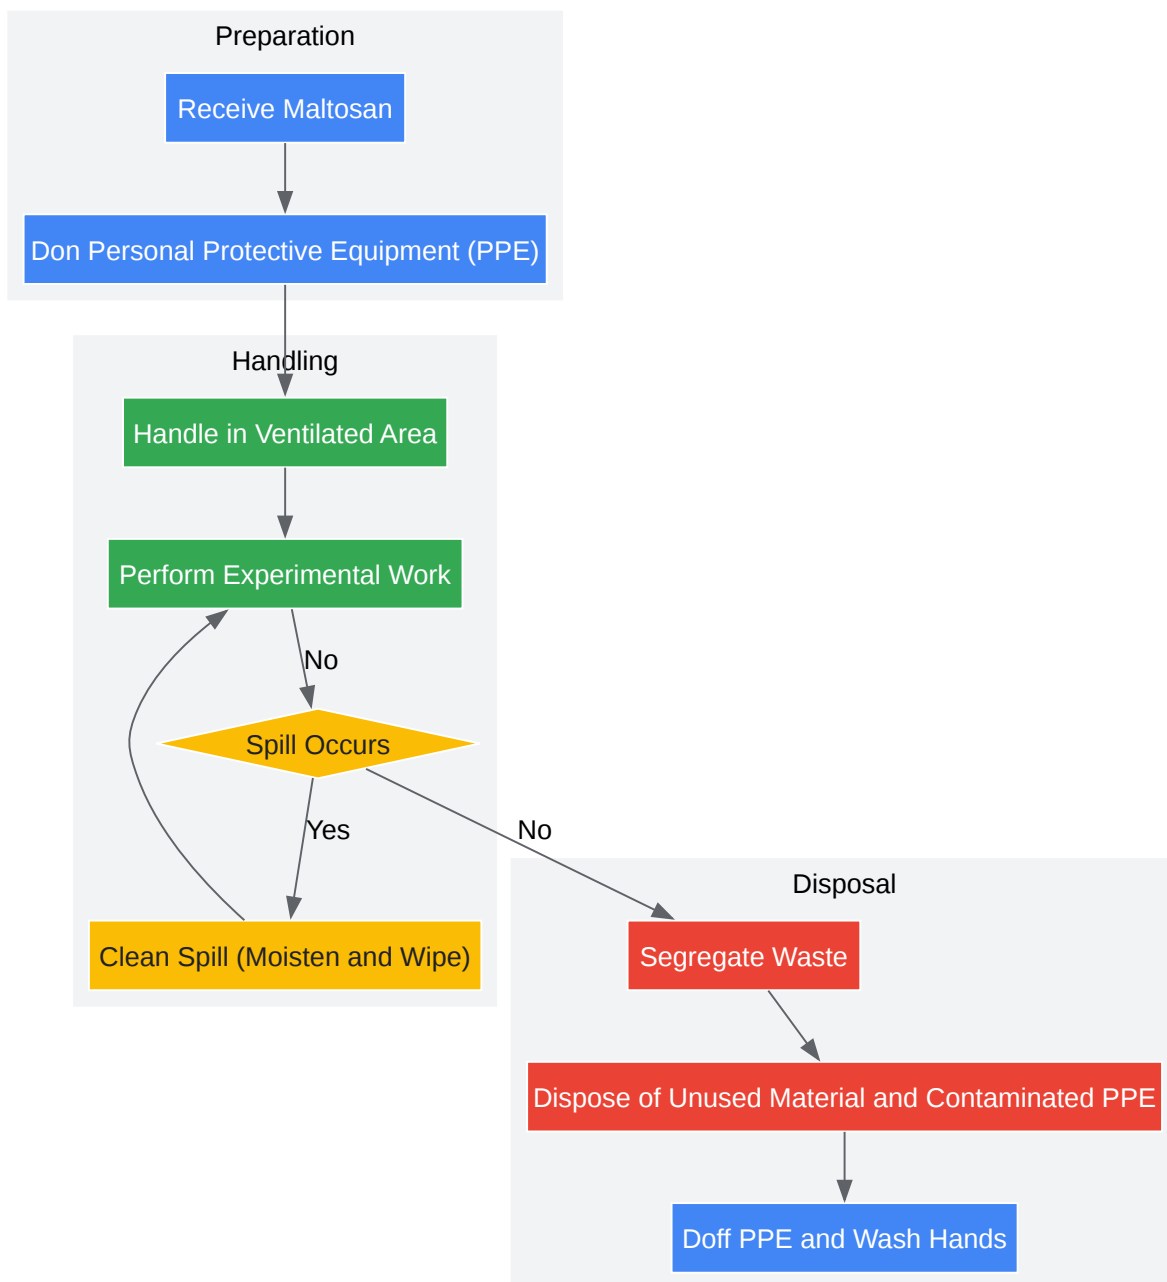 Preparation
Receive Maltosan
Don Personal Protective Equipment (PPE)
Handling
Handle in Ventilated Area
Perform Experimental Work
No
Spill Occurs
Yes
No
Clean Spill (Moisten and Wipe)
Disposal
Segregate Waste
Dispose of Unused Material and Contaminated PPE
Doff PPE and Wash Hands